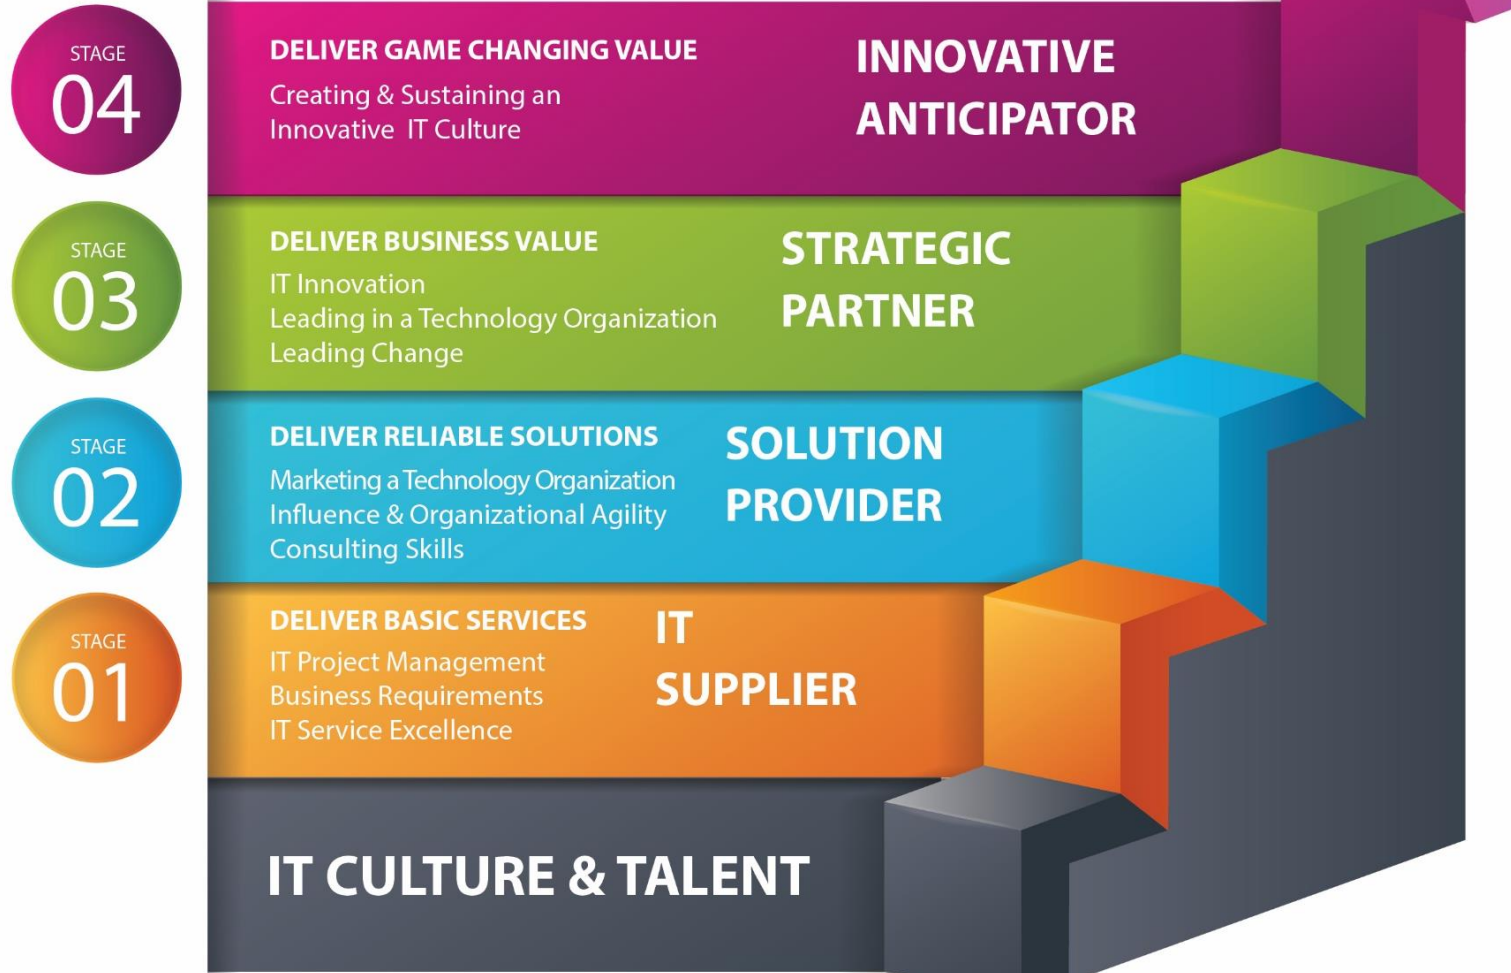 STAGE
04
DELIVER GAME CHANGING VALUE
Creating & Sustaining an
Innovative IT Culture
INNOVATIVE
ANTICIPATOR
STAGE
03
DELIVER BUSINESS VALUE
IT Innovation
Leading in a Technology Organization
Leading Change
STRATEGIC
PARTNER
STAGE
02
DELIVER RELIABLE SOLUTIONS
Marketing a Technology Organization
Influence & Organizational Agility
Consulting Skills
SOLUTION
PROVIDER
STAGE
01
DELIVER BASIC SERVICES
IT Project Management
Business Requirements
IT Service Excellence
IT
SUPPLIER
IT CULTURE & TALENT